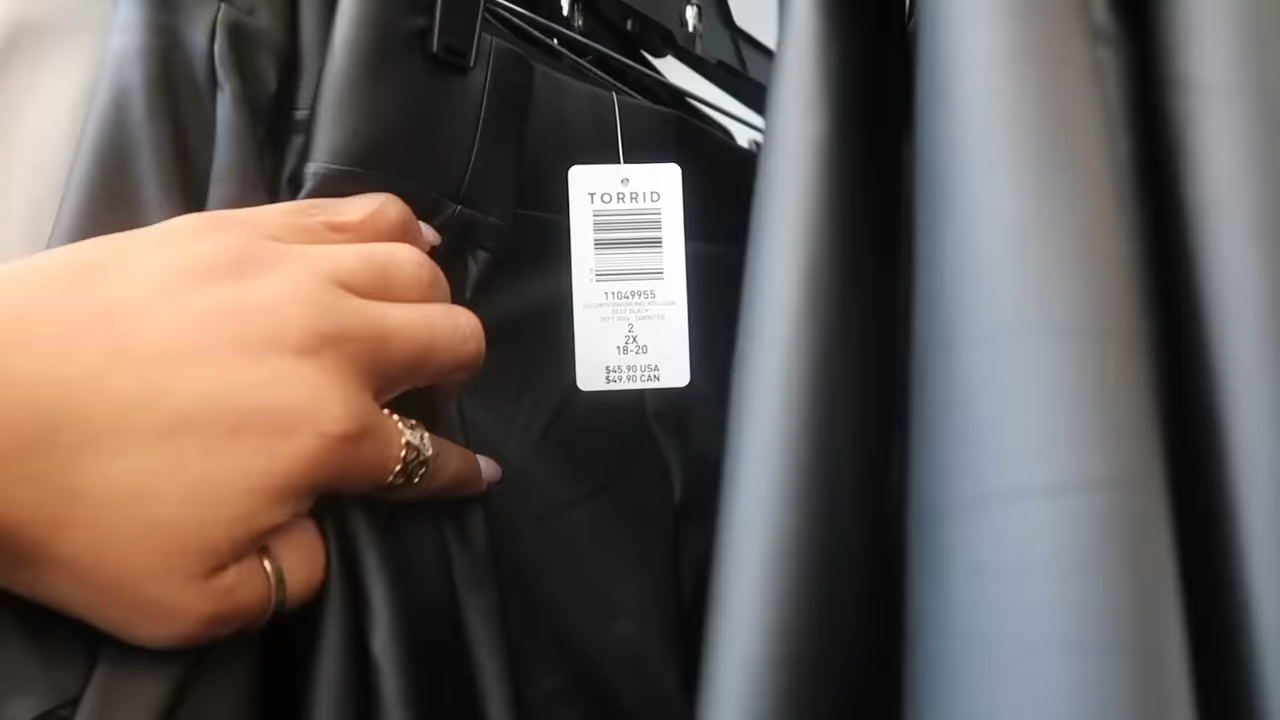 TORRID
11049955
DEEP BLACK
2
2X
18-20
$45.90 USA
$49.90 CAN